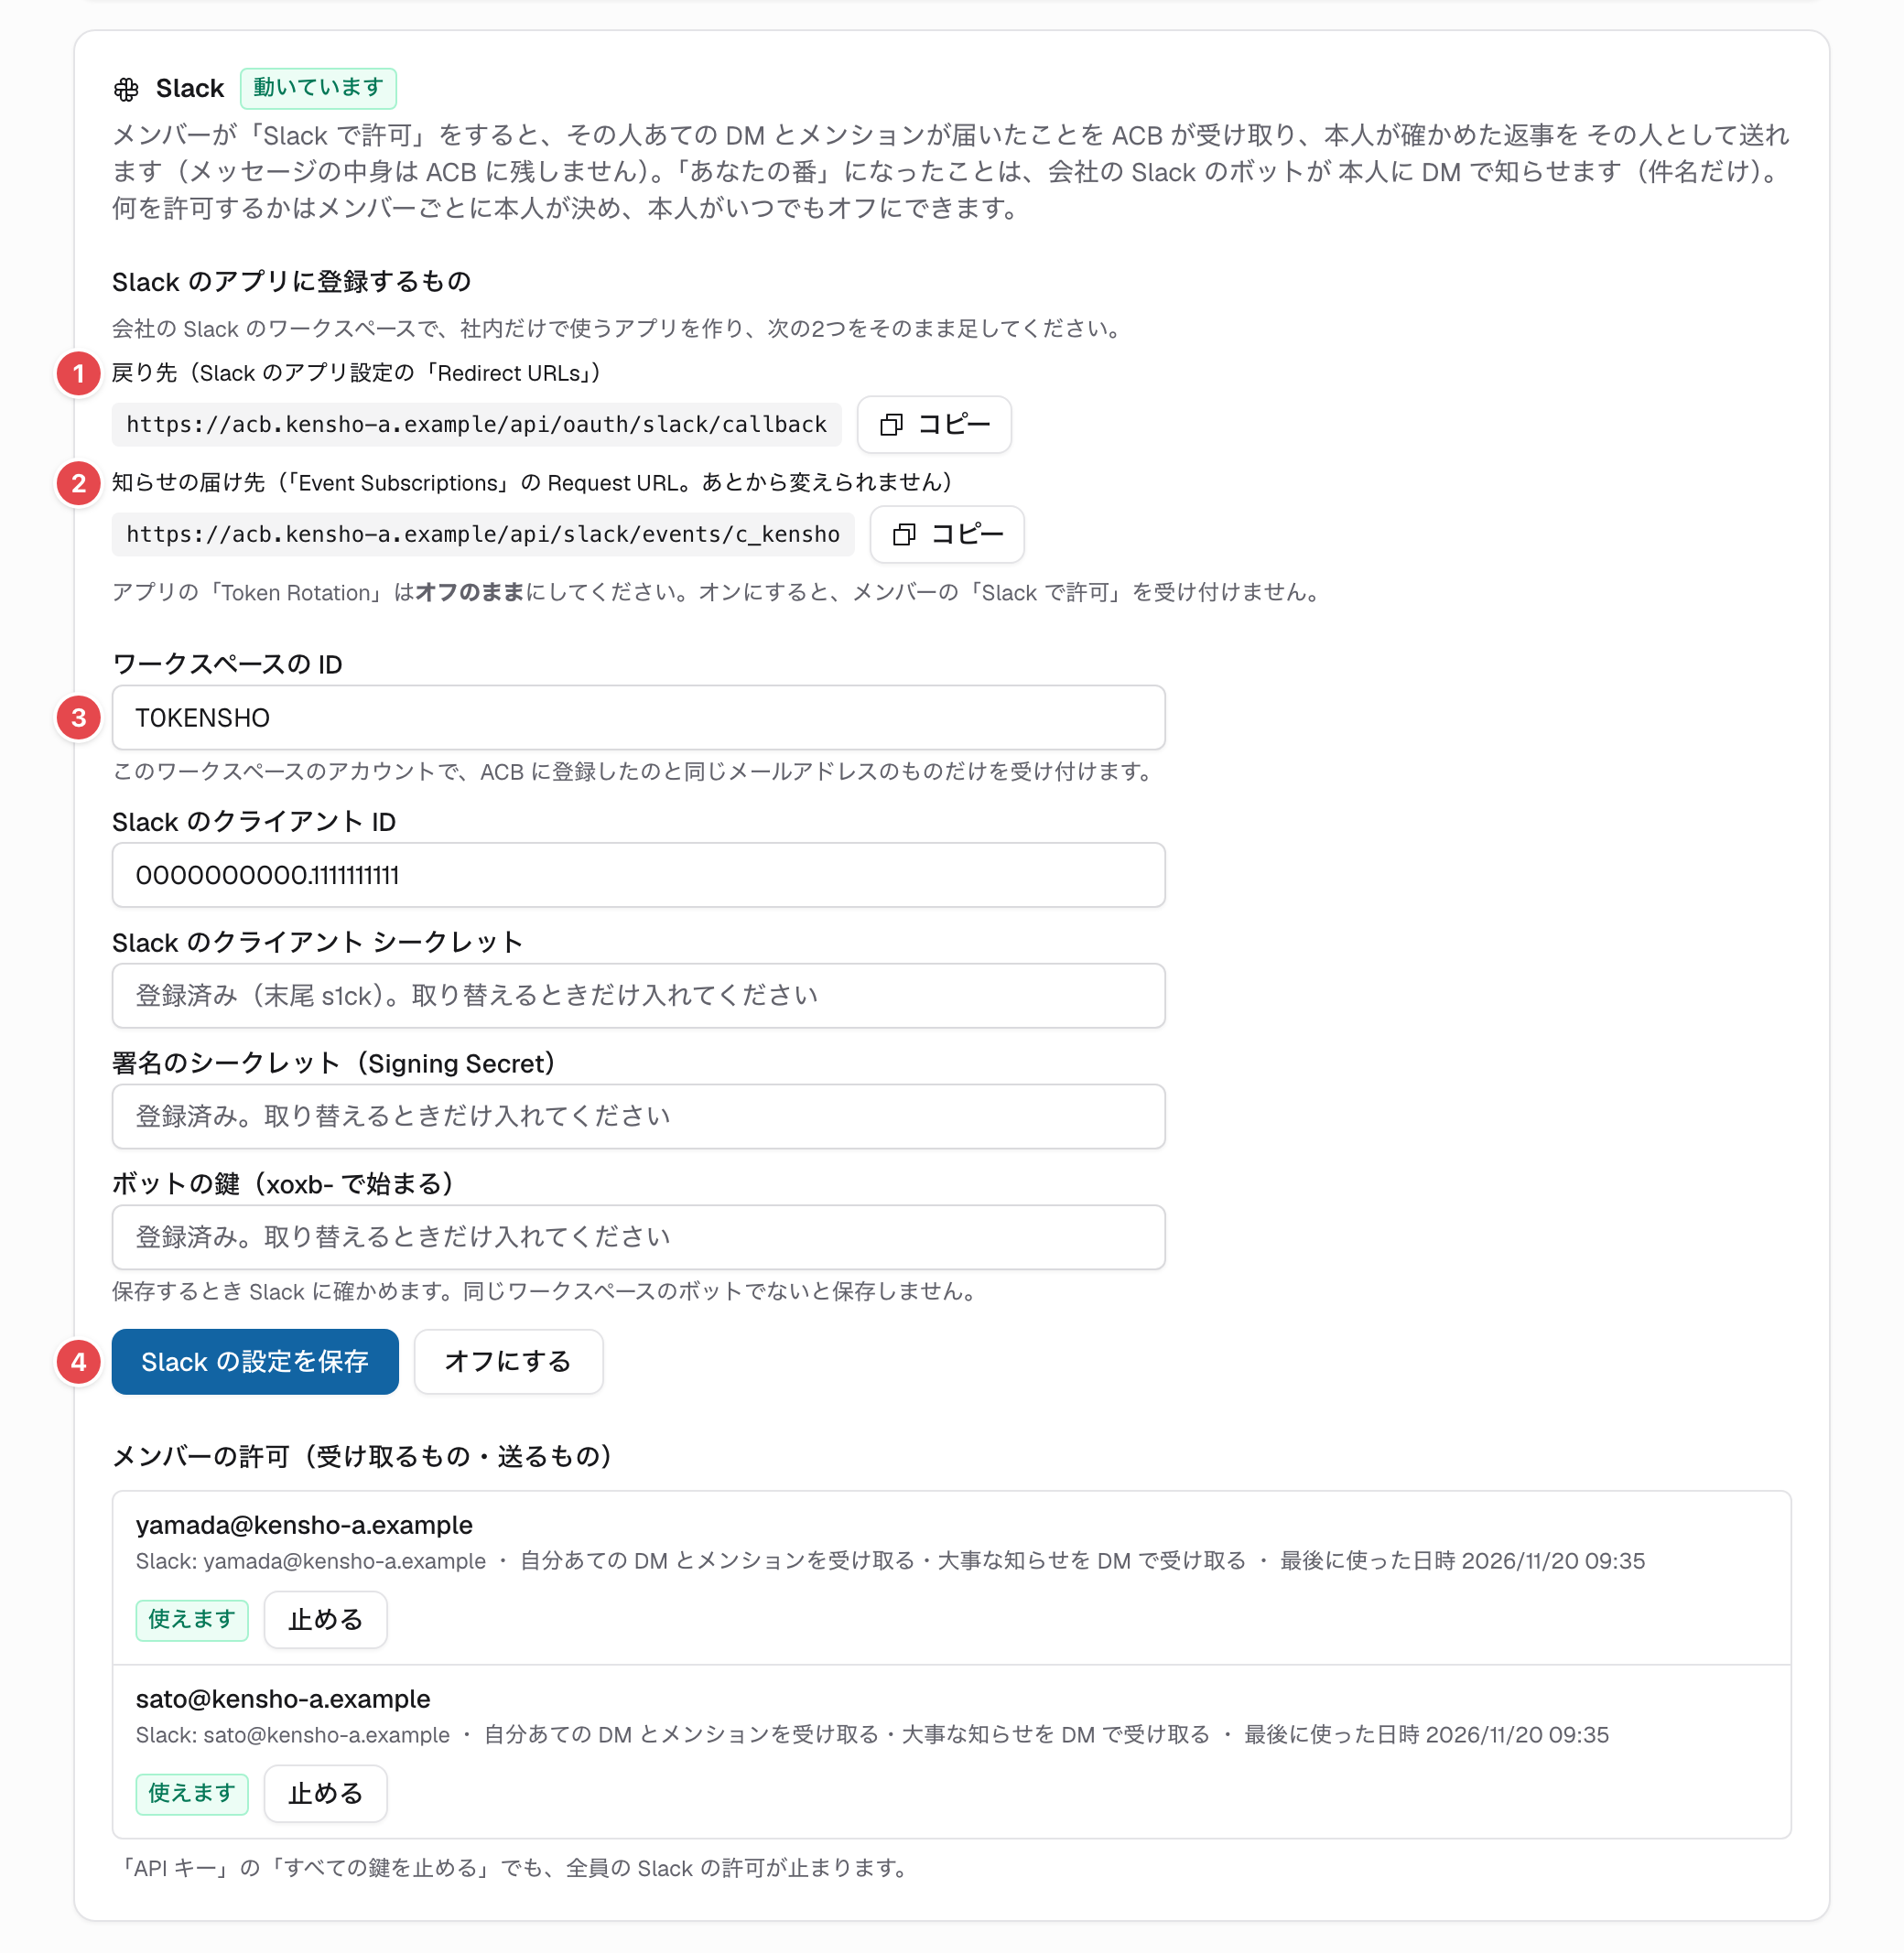 Slack 動いています
メンバーが「Slack で許可」をすると、その人あての DM とメンションが届いたことを ACB が受け取り、本人が確かめた返事を その人として送れ
ます（メッセージの中身は ACB に残しません）。「あなたの番」になったことは、会社の Slack のボットが 本人に DM で知らせます（件名だけ）。
何を許可するかはメンバーごとに本人が決め、本人がいつでもオフにできます。
Slack のアプリに登録するもの
会社の Slack のワークスペースで、社内だけで使うアプリを作り、次の2つをそのまま足してください。
1 戻り先（Slack のアプリ設定の「Redirect URLs」）
https://acb.kensho-a.example/api/oauth/slack/callback コピー
2 知らせの届け先（「Event Subscriptions」の Request URL。あとから変えられません）
https://acb.kensho-a.example/api/slack/events/c_kensho コピー
アプリの「Token Rotation」はオフのままにしてください。オンにすると、メンバーの「Slack で許可」を受け付けません。
ワークスペースの ID
3 T0KENSHO
このワークスペースのアカウントで、ACB に登録したのと同じメールアドレスのものだけを受け付けます。
Slack のクライアント ID
0000000000.1111111111
Slack のクライアント シークレット
登録済み（末尾 s1ck）。取り替えるときだけ入れてください
署名のシークレット（Signing Secret）
登録済み。取り替えるときだけ入れてください
ボットの鍵（xoxb- で始まる）
登録済み。取り替えるときだけ入れてください
保存するとき Slack に確かめます。同じワークスペースのボットでないと保存しません。
4 Slack の設定を保存 オフにする
メンバーの許可（受け取るもの・送るもの）
yamada@kensho-a.example
Slack: yamada@kensho-a.example ・ 自分あての DM とメンションを受け取る・大事な知らせを DM で受け取る ・ 最後に使った日時 2026/11/20 09:35
使えます 止める
sato@kensho-a.example
Slack: sato@kensho-a.example ・ 自分あての DM とメンションを受け取る・大事な知らせを DM で受け取る ・ 最後に使った日時 2026/11/20 09:35
使えます 止める
「API キー」の「すべての鍵を止める」でも、全員の Slack の許可が止まります。